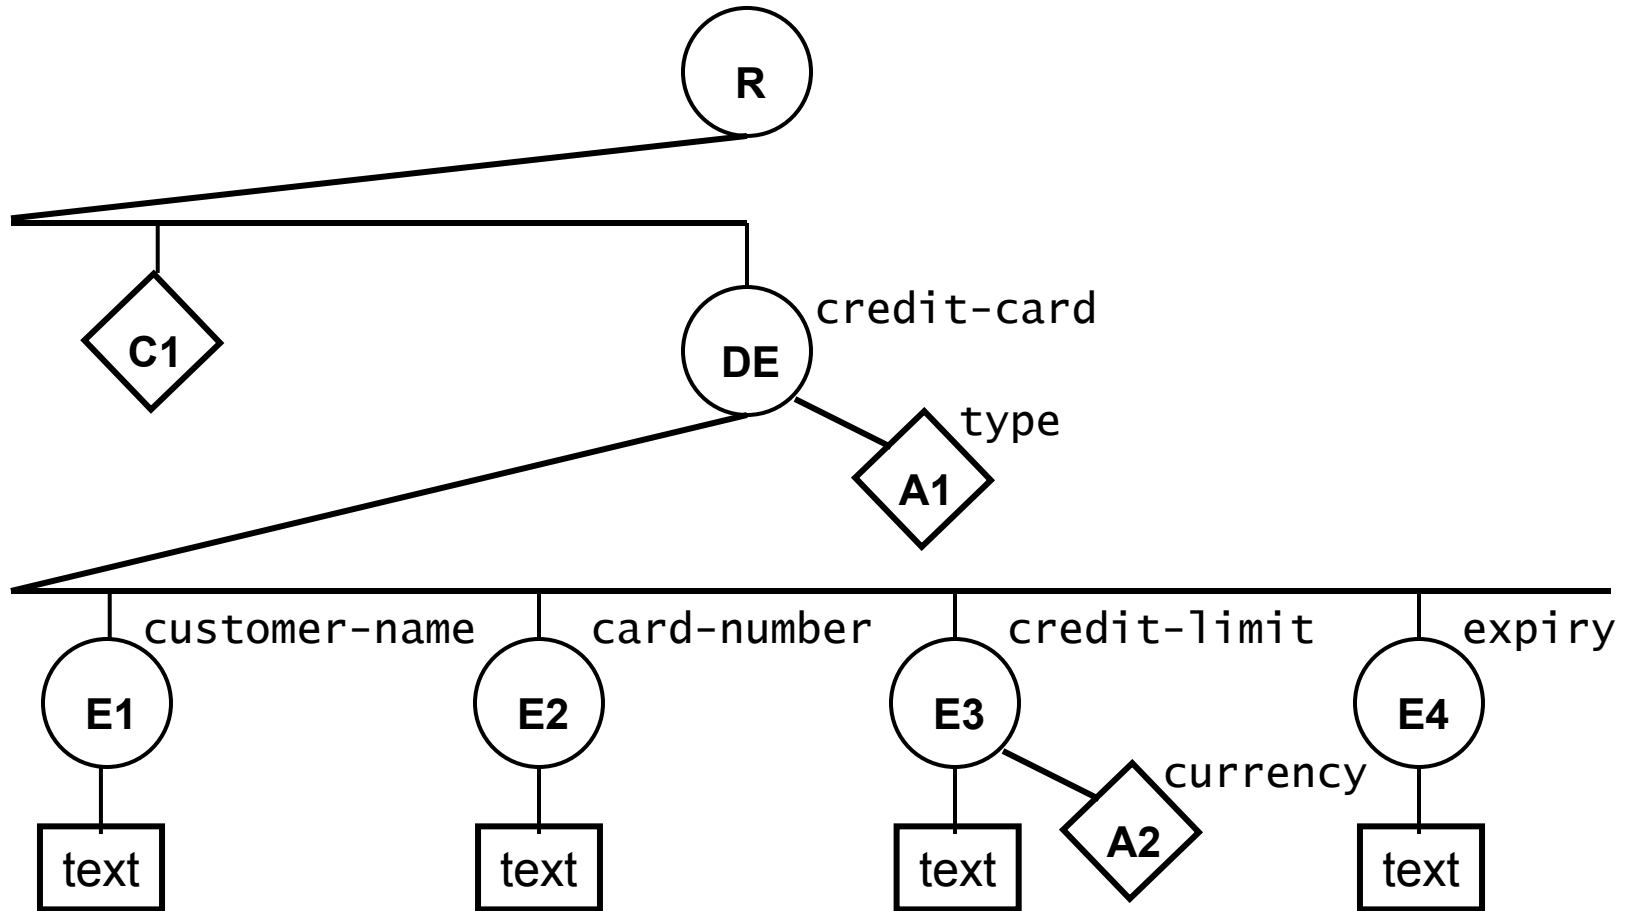 R
C1
DE
credit-card
A1
type
customer-name
card-number
credit-limit
expiry
E1
E2
E3
E4
currency
A2
text
text
text
text